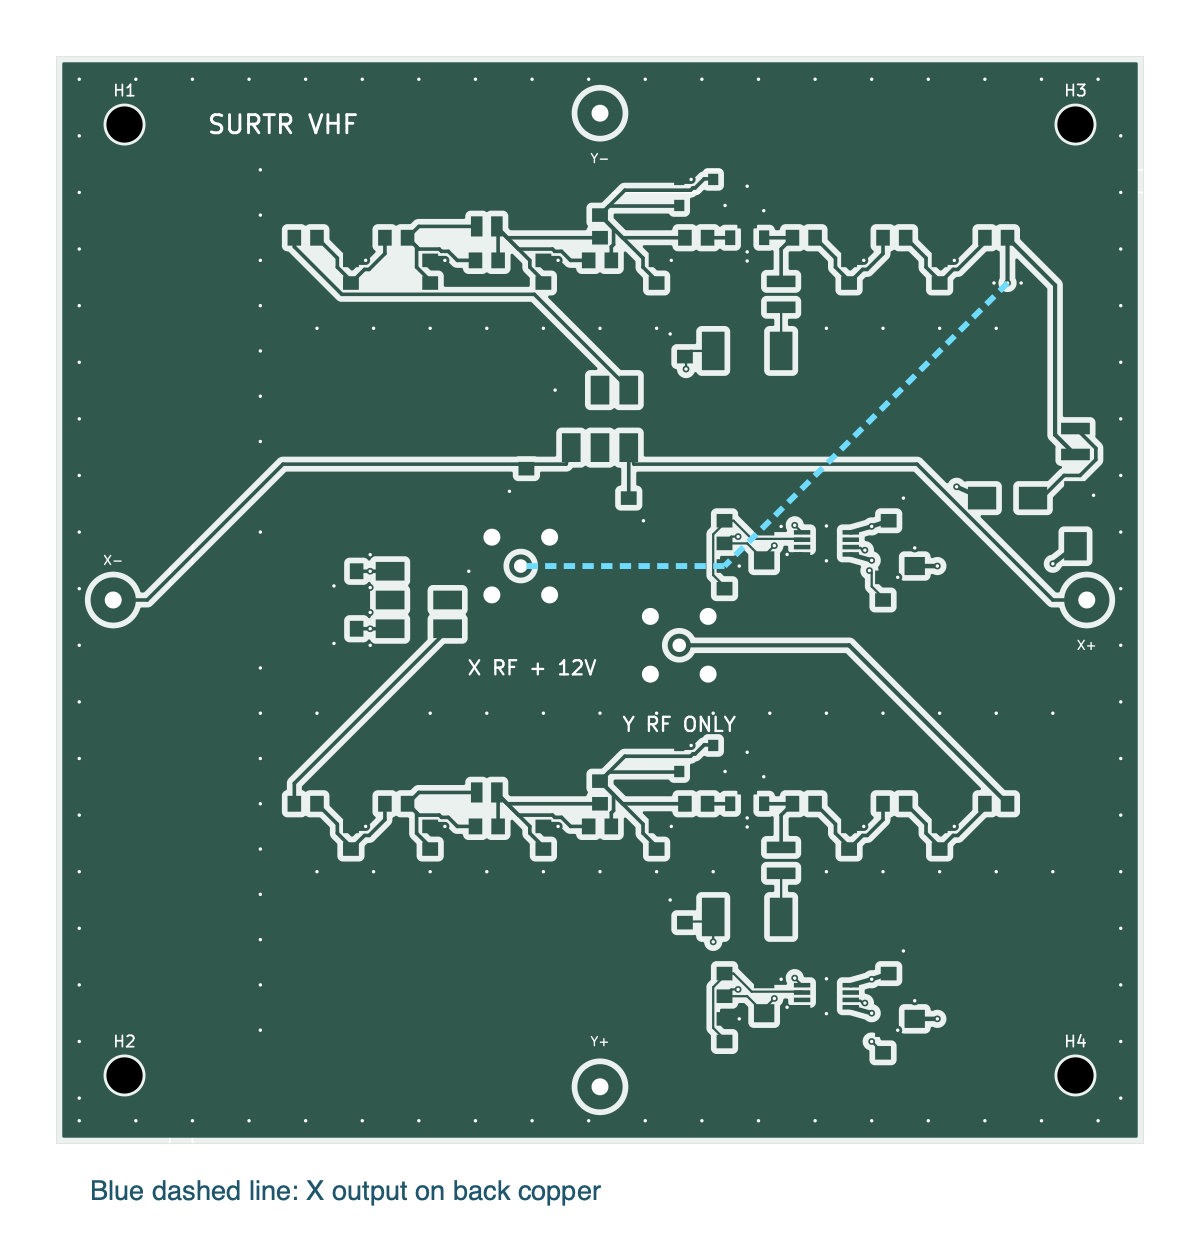 H1
H3
SURTR VHF
Y-
X-
X+
X RF + 12V
Y RF ONLY
H2
Y+
H4
Blue dashed line: X output on back copper